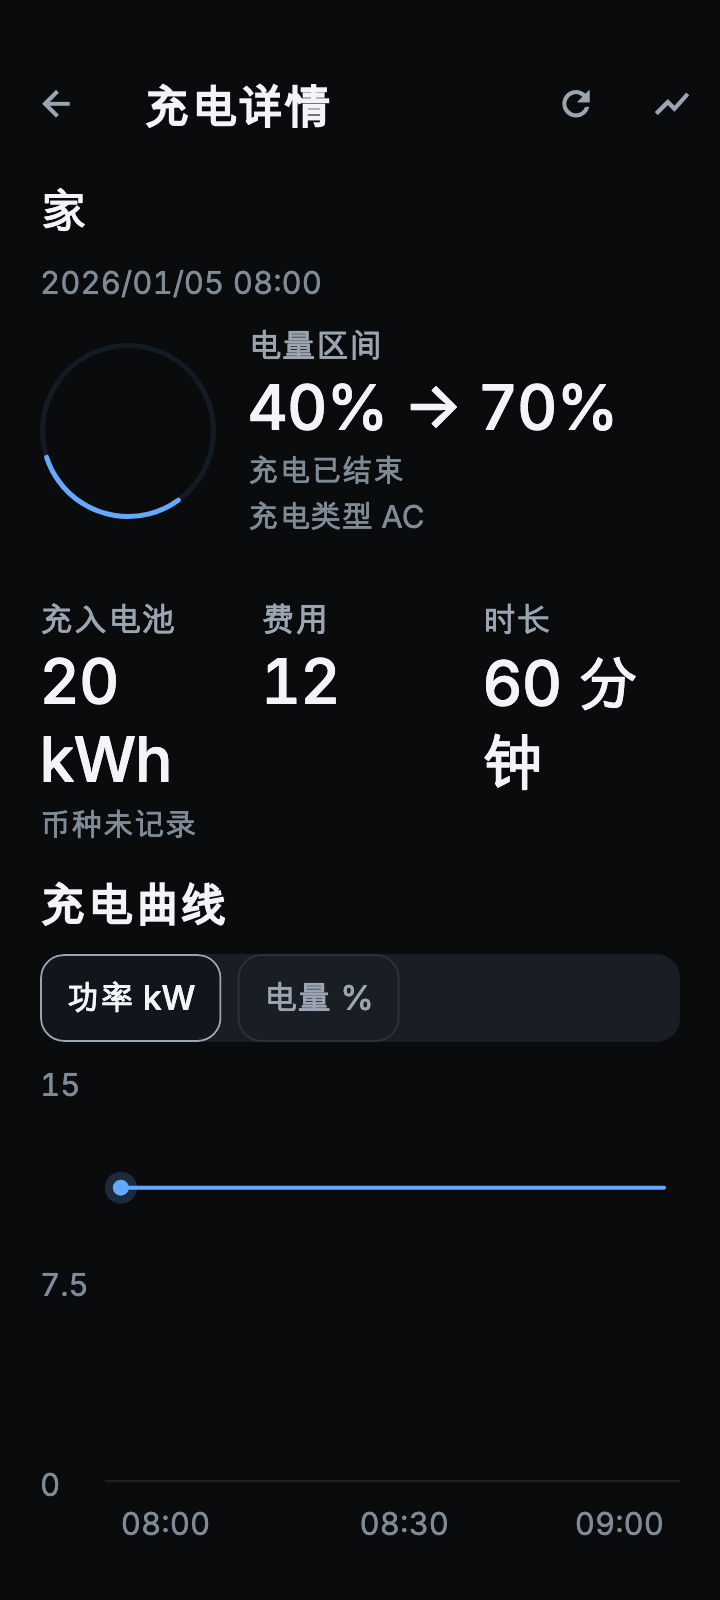 充电详情
家
2026/01/05 08:00
电量区间
40% → 70%
充电已结束
充电类型 AC
充入电池
20
kWh
币种未记录
费用
12
时长
60 分
钟
充电曲线
功率 kW
电量 %
15
7.5
0
08:00
08:30
09:00